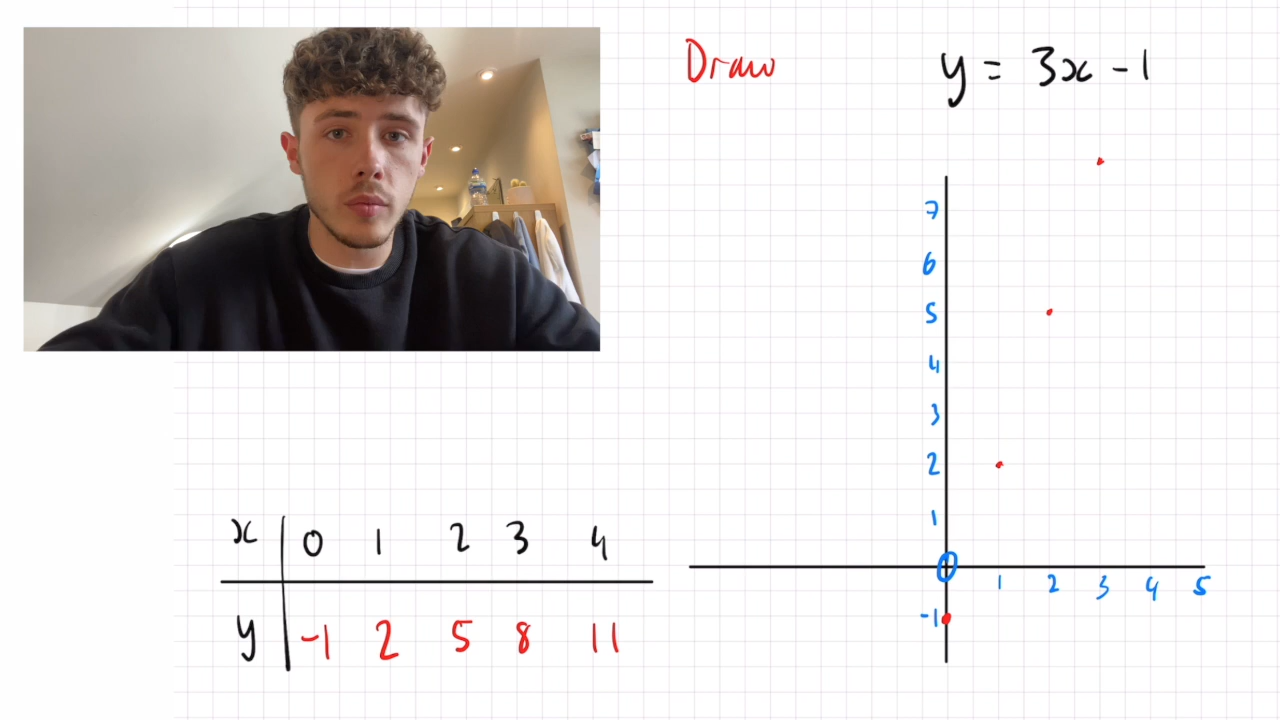 Draw y = 3x - 1
7
6
5
4
3
2
1
0
1 2 3 4 5
-1
x 0 1 2 3 4
y -1 2 5 8 11